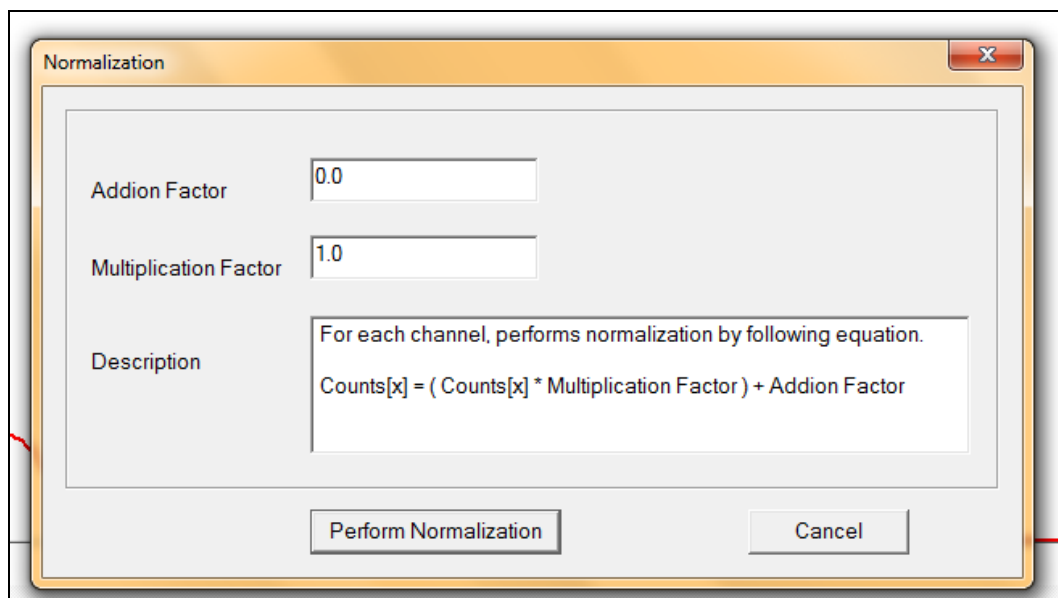 Normalization
Addion Factor
0.0
Multiplication Factor
1.0
Description
For each channel, performs normalization by following equation.
Counts[x] = ( Counts[x] * Multiplication Factor ) + Addion Factor
Perform Normalization
Cancel